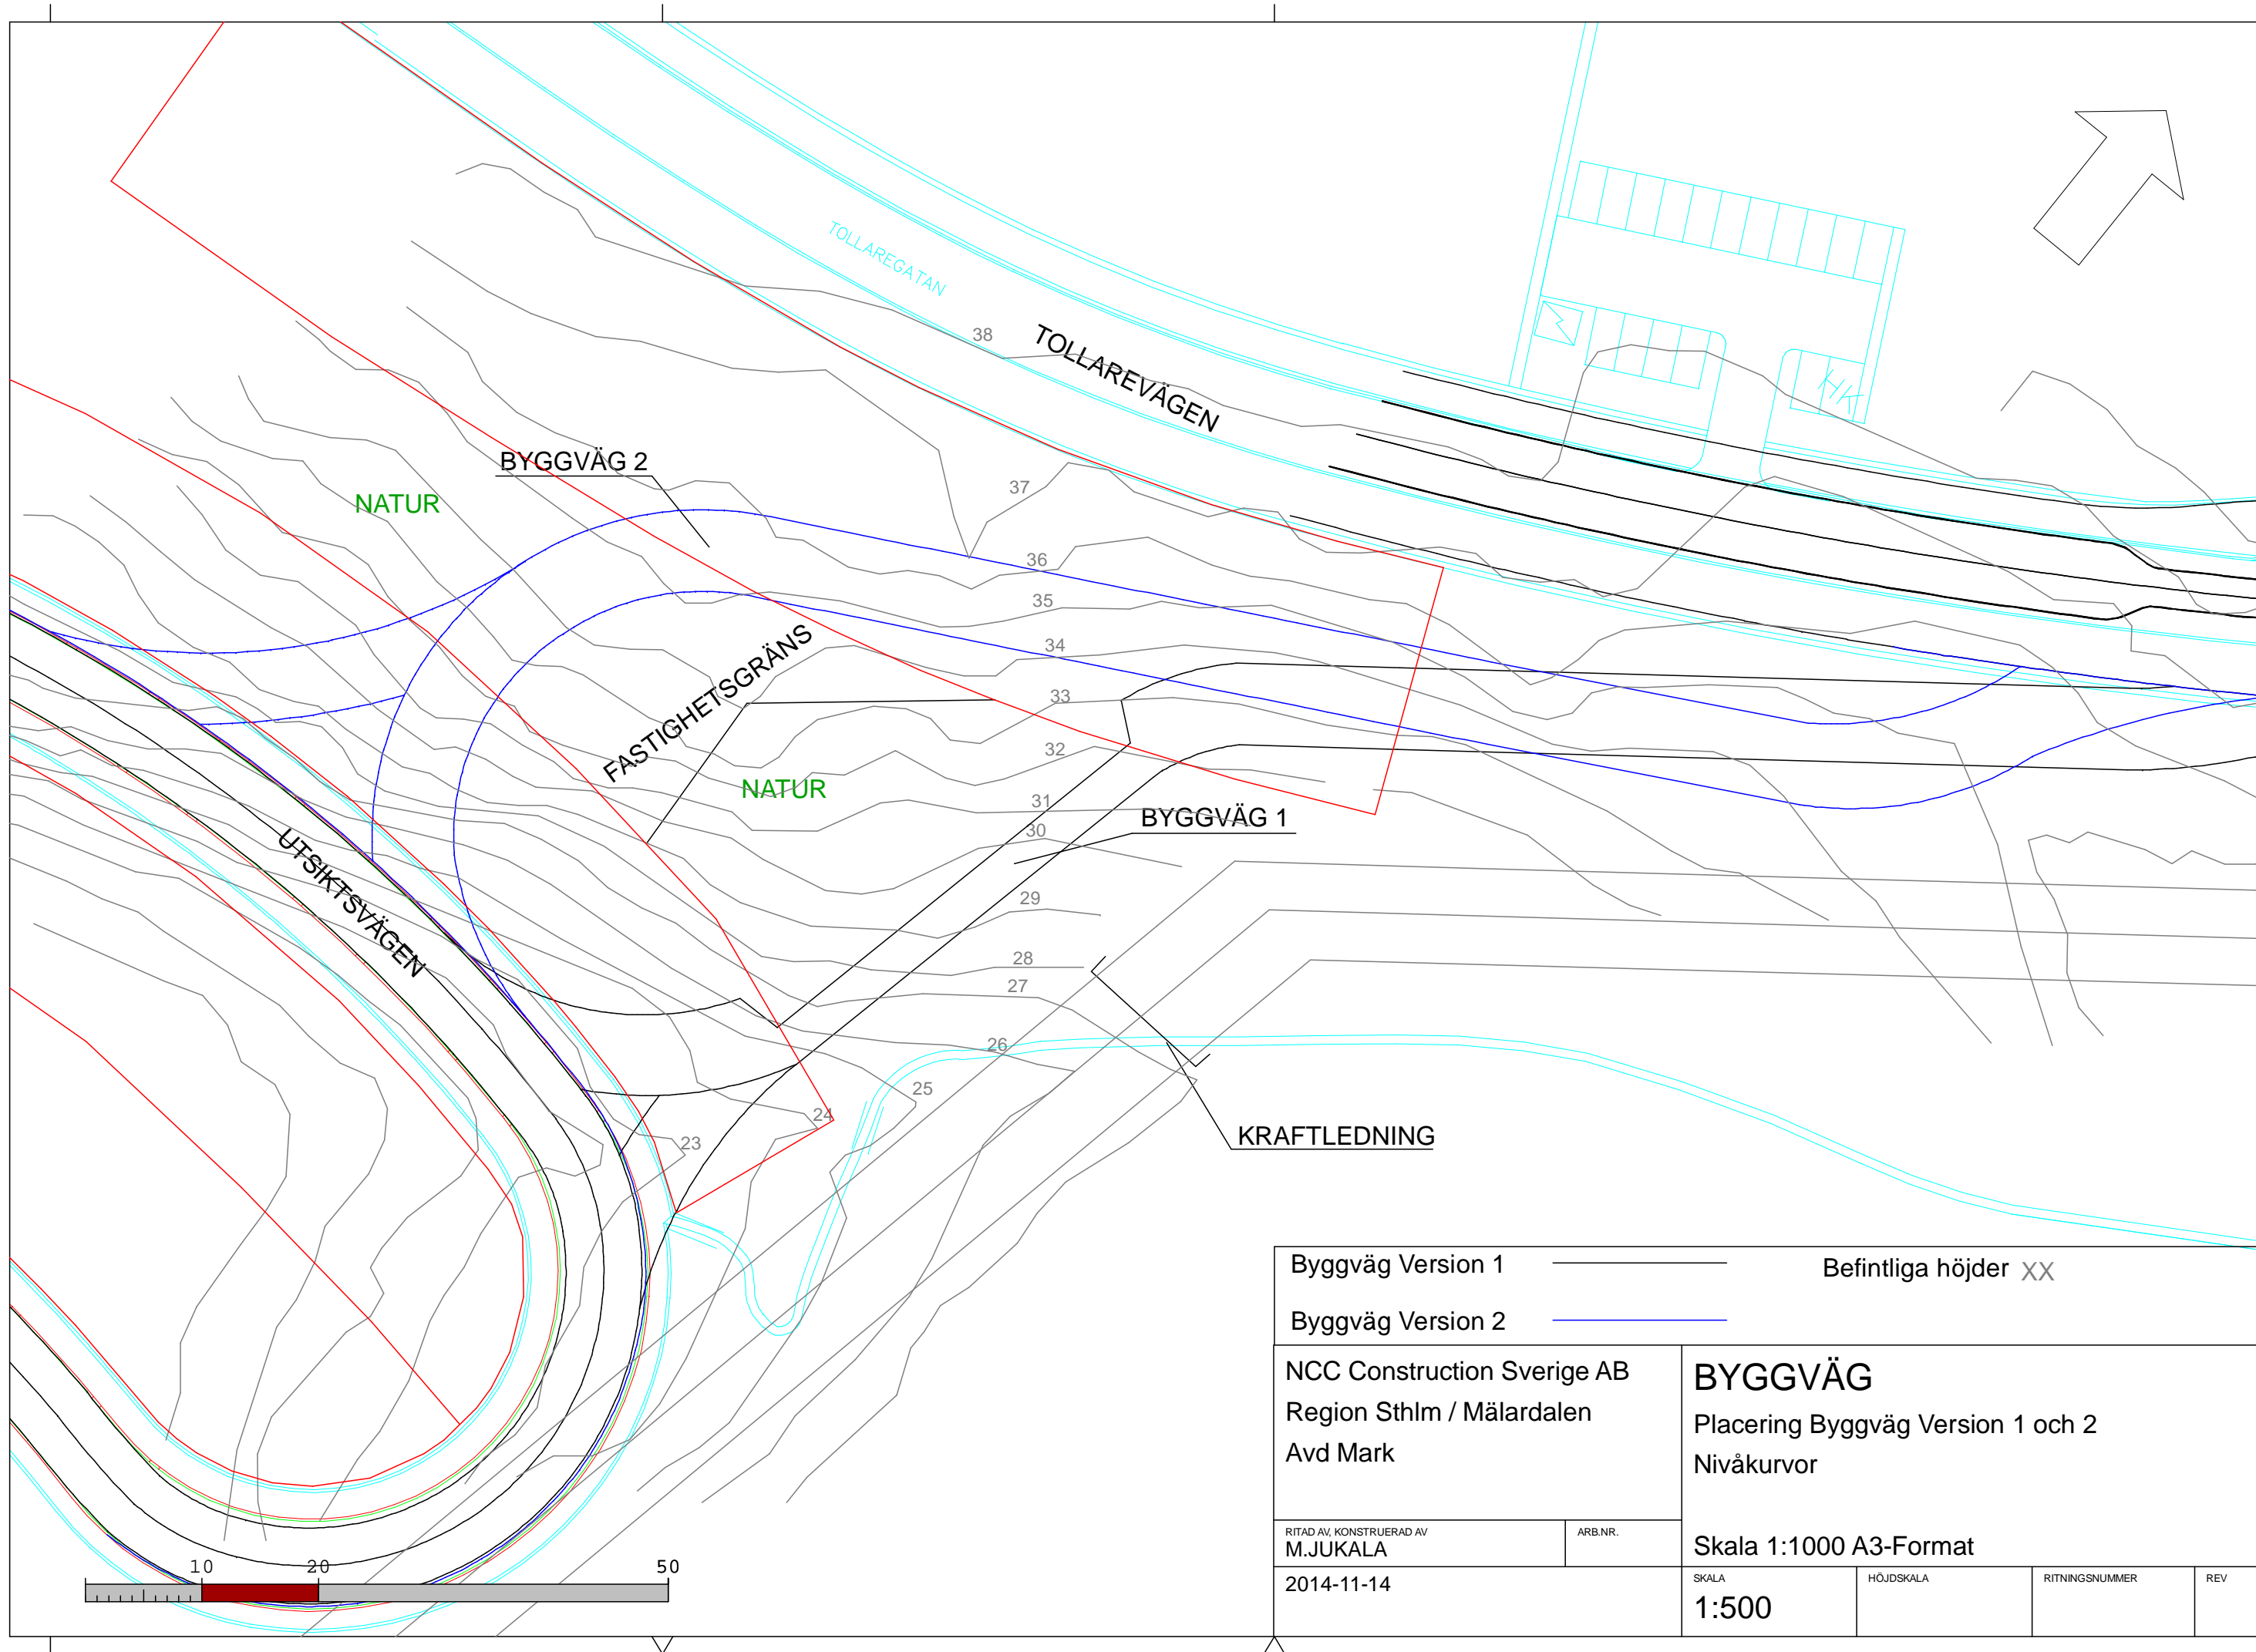 TOLLAREGATAN
38
TOLLAREVÄGEN
BYGGVÄG 2
NATUR
37
36
35
34
33
32
31
30
29
28
27
26
25
24
23
FASTIGHETSGRÄNS
NATUR
BYGGVÄG 1
UTSIKTSVÄGEN
KRAFTLEDNING
HK
Byggväg Version 1
Befintliga höjder XX
Byggväg Version 2
NCC Construction Sverige AB
Region Sthlm / Mälardalen
Avd Mark
BYGGVÄG
Placering Byggväg Version 1 och 2
Nivåkurvor
Skala 1:1000 A3-Format
RITAD AV, KONSTRUERAD AV
M.JUKALA
ARB.NR.
2014-11-14
SKALA
1:500
HÖJDSKALA
RITNINGSNUMMER
REV
10 20 50